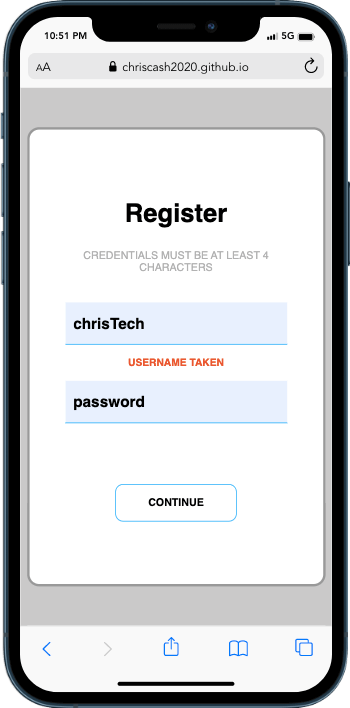 10:51 PM 5G
AA chriscash2020.github.io
Register
CREDENTIALS MUST BE AT LEAST 4
CHARACTERS
chrisTech
USERNAME TAKEN
password
CONTINUE